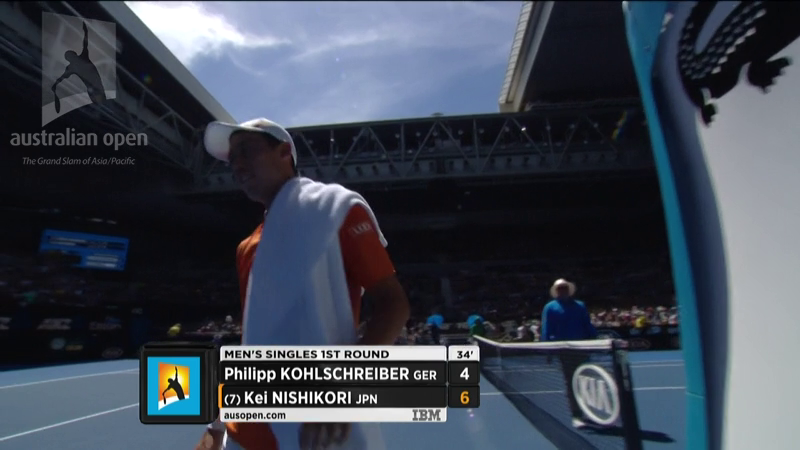 australian open
The Grand Slam of Asia/Pacific
MEN'S SINGLES 1ST ROUND 34'
Philipp KOHLSCHREIBER GER 4
(7) Kei NISHIKORI JPN 6
ausopen.com IBM
KIA